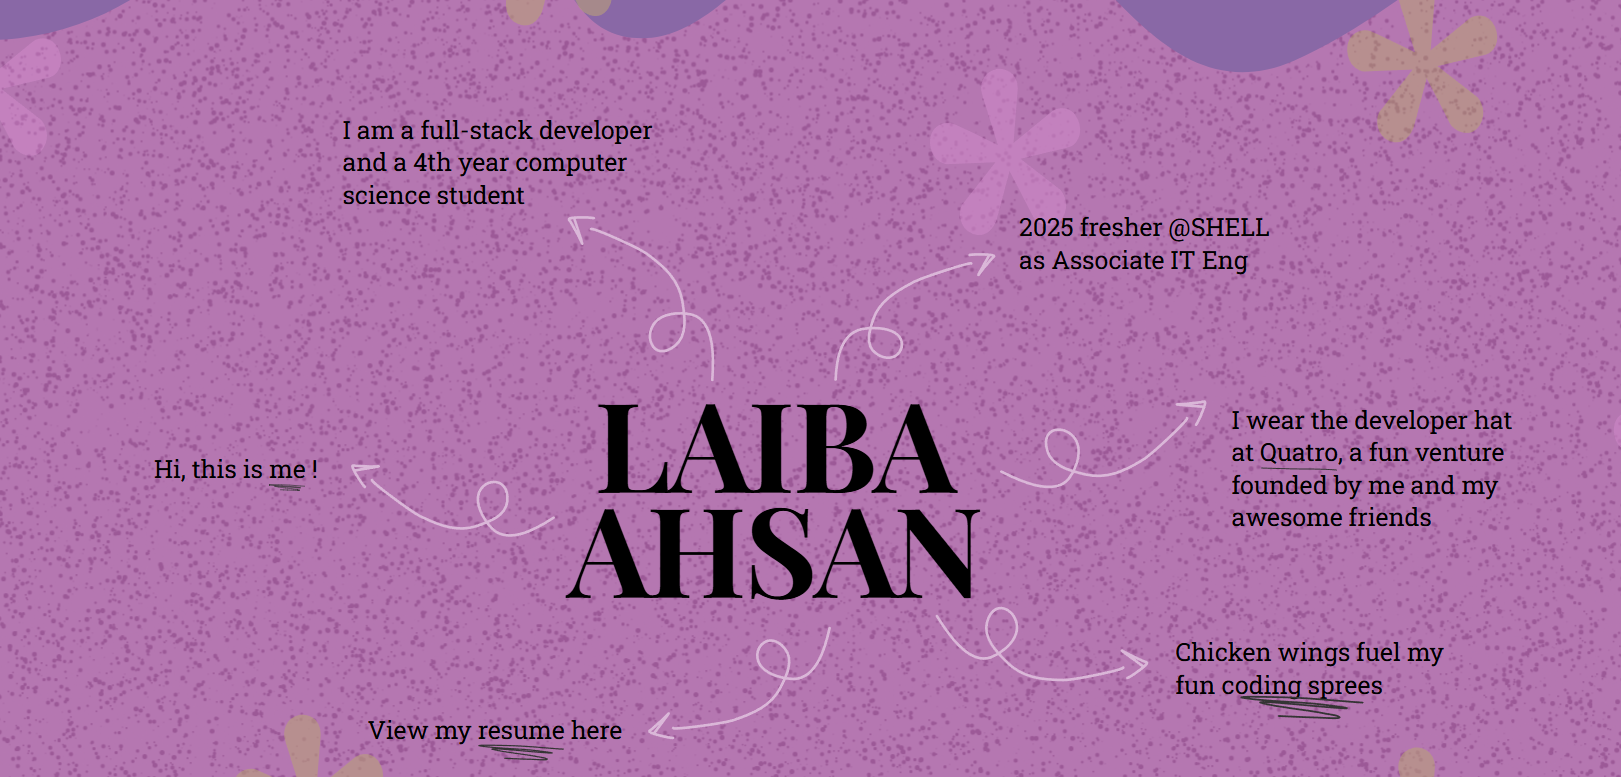 I am a full-stack developer
and a 4th year computer
science student
2025 fresher @SHELL
as Associate IT Eng
Hi, this is me !
LAIBA
AHSAN
I wear the developer hat
at Quatro, a fun venture
founded by me and my
awesome friends
Chicken wings fuel my
fun coding sprees
View my resume here